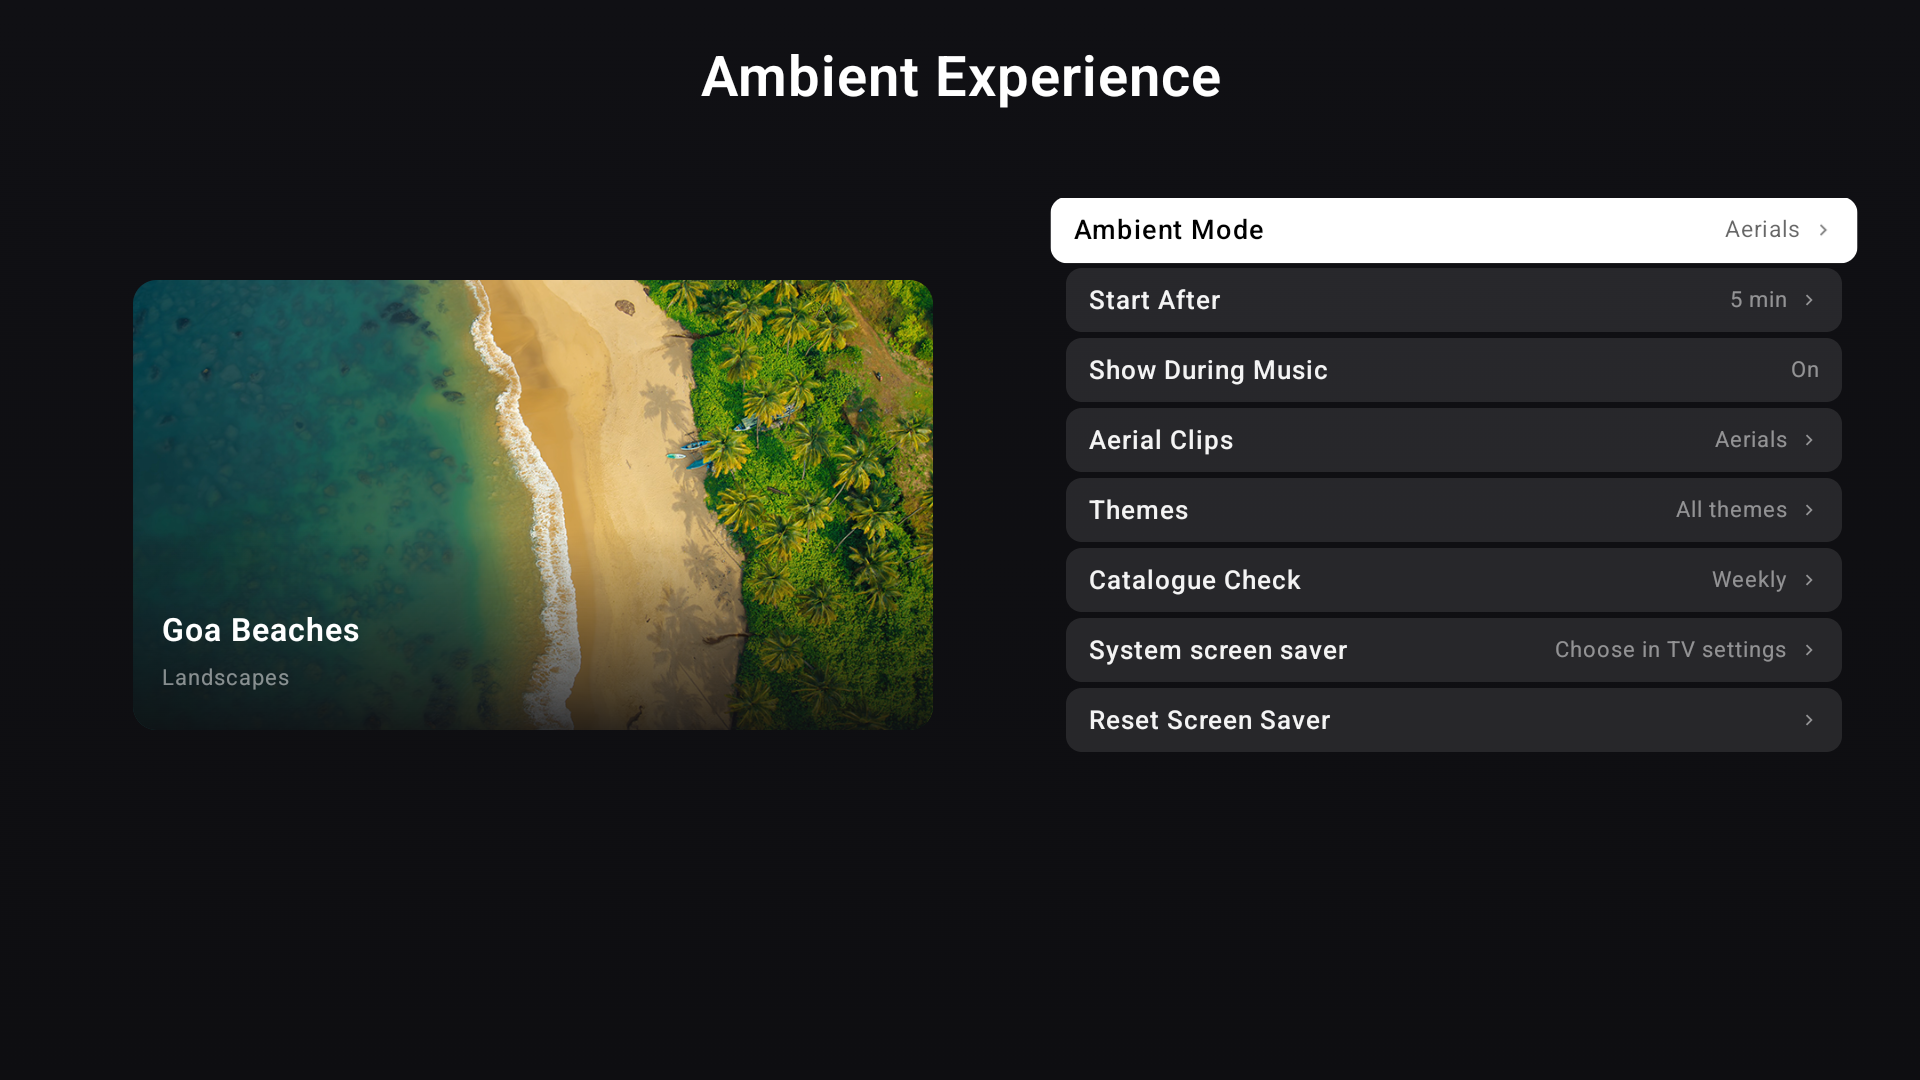 Ambient Experience
Goa Beaches
Landscapes
Ambient Mode Aerials
Start After 5 min
Show During Music On
Aerial Clips Aerials
Themes All themes
Catalogue Check Weekly
System screen saver Choose in TV settings
Reset Screen Saver